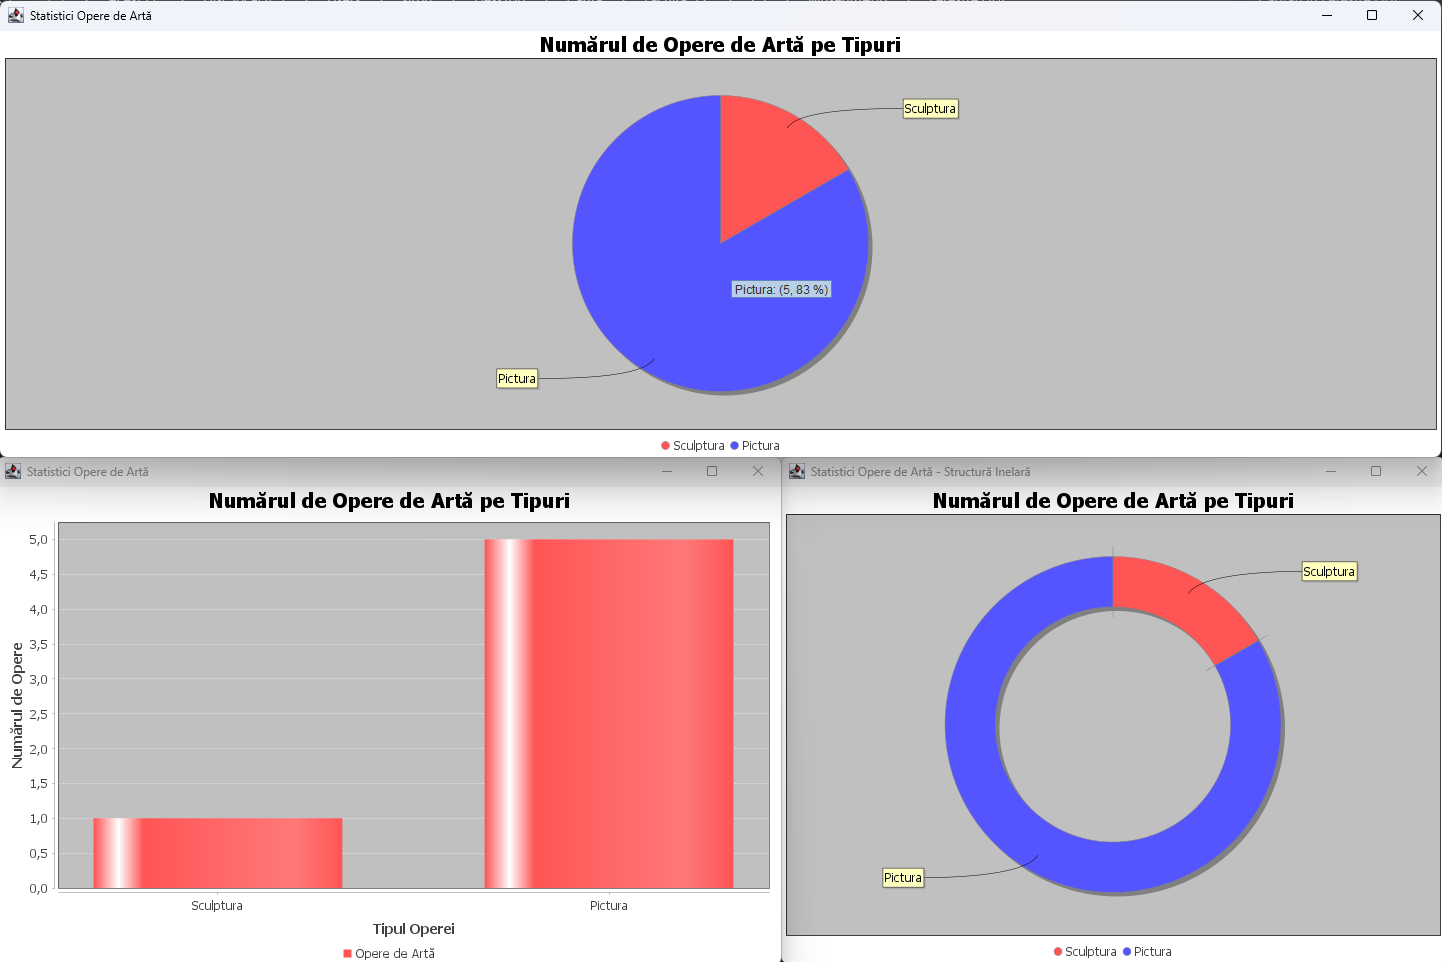 Statistici Opere de Artă
Numărul de Opere de Artă pe Tipuri
Sculptura
Pictura: (5, 83 %)
Pictura
Sculptura Pictura
Statistici Opere de Artă
Numărul de Opere de Artă pe Tipuri
Numărul de Opere
5,0
4,5
4,0
3,5
3,0
2,5
2,0
1,5
1,0
0,5
0,0
Sculptura Pictura
Tipul Operei
Opere de Artă
Statistici Opere de Artă - Structură Inelară
Numărul de Opere de Artă pe Tipuri
Sculptura
Pictura
Sculptura Pictura